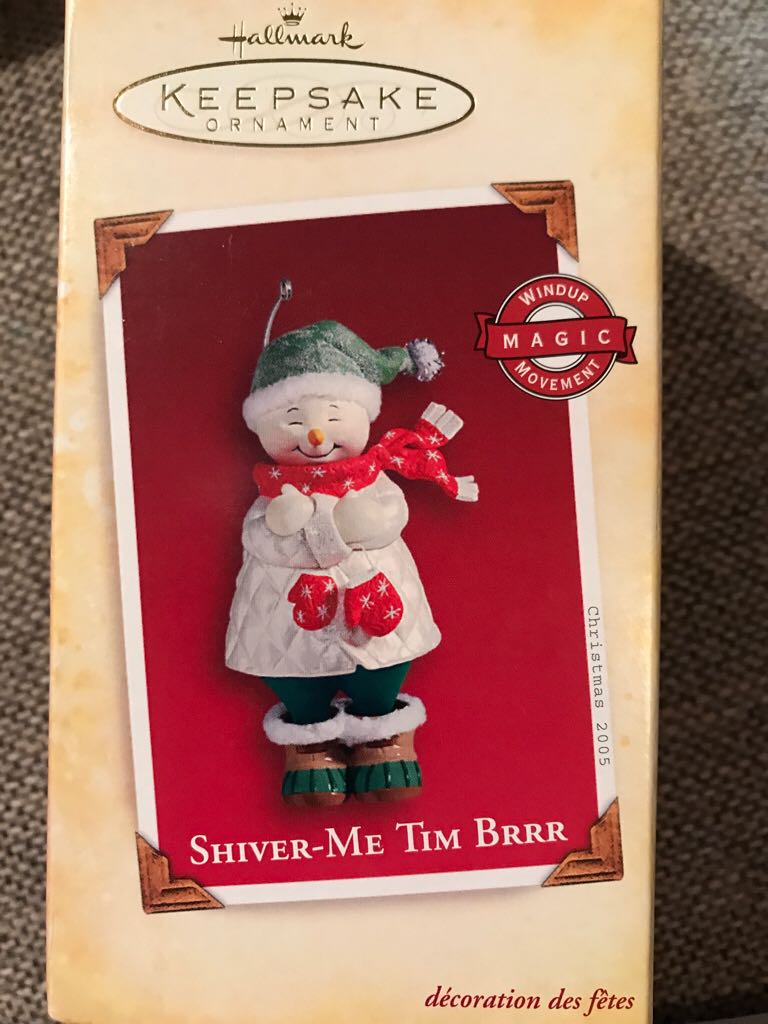 Hallmark
KEEPSAKE
ORNAMENT
WINDUP
MAGIC
MOVEMENT
Christmas 2005
SHIVER-ME TIM BRRR
décoration des fêtes